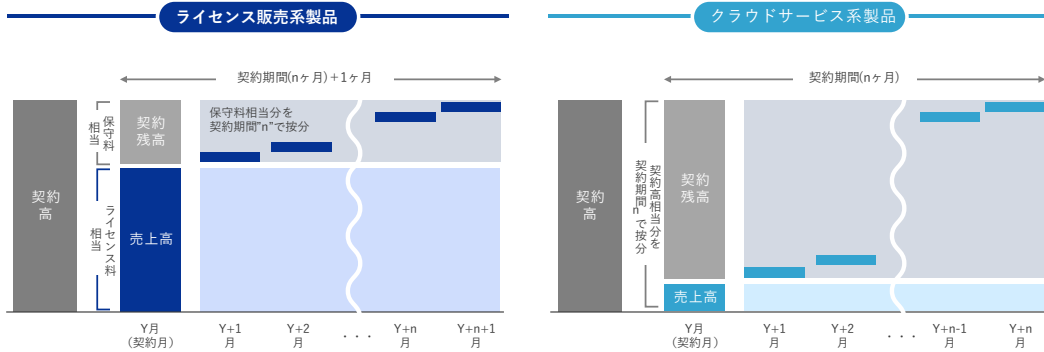 ライセンス販売系製品
契約期間(nヶ月)＋1ヶ月
契約
高
保守料
相当
ライセンス料
相当
契約
残高
売上高
保守料相当分を
契約期間"n"で按分
Y月
(契約月)
Y+1
月
Y+2
月
・・・
Y+n
月
Y+n+1
月
クラウドサービス系製品
契約期間(nヶ月)
契約
高
契約高相当分を
契約期間"n"で按分
契約
残高
売上高
Y月
(契約月)
Y+1
月
Y+2
月
・・・
Y+n-1
月
Y+n
月